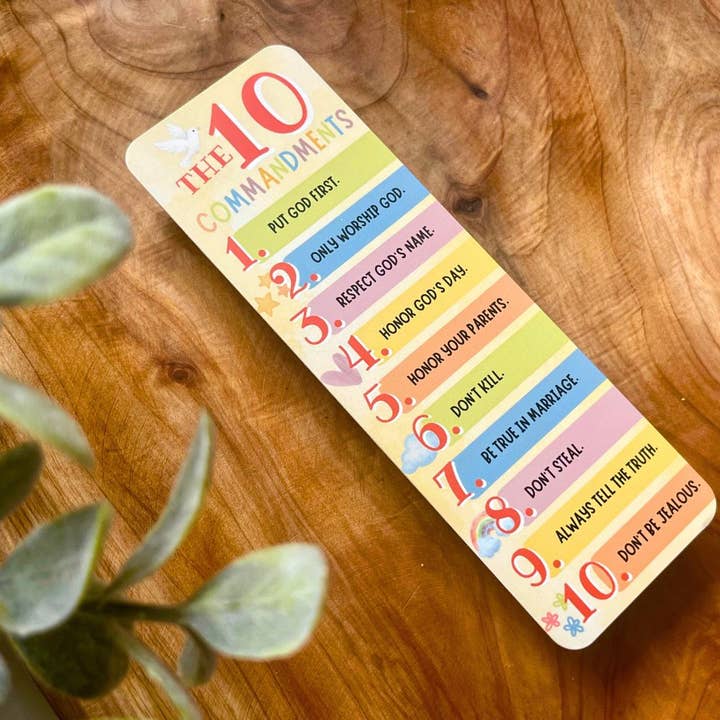 THE 10
COMMANDMENTS
1. PUT GOD FIRST.
2. ONLY WORSHIP GOD.
3. RESPECT GOD'S NAME.
4. HONOR GOD'S DAY.
5. HONOR YOUR PARENTS.
6. DON'T KILL.
7. BE TRUE IN MARRIAGE.
8. DON'T STEAL.
9. ALWAYS TELL THE TRUTH.
10. DON'T BE JEALOUS.